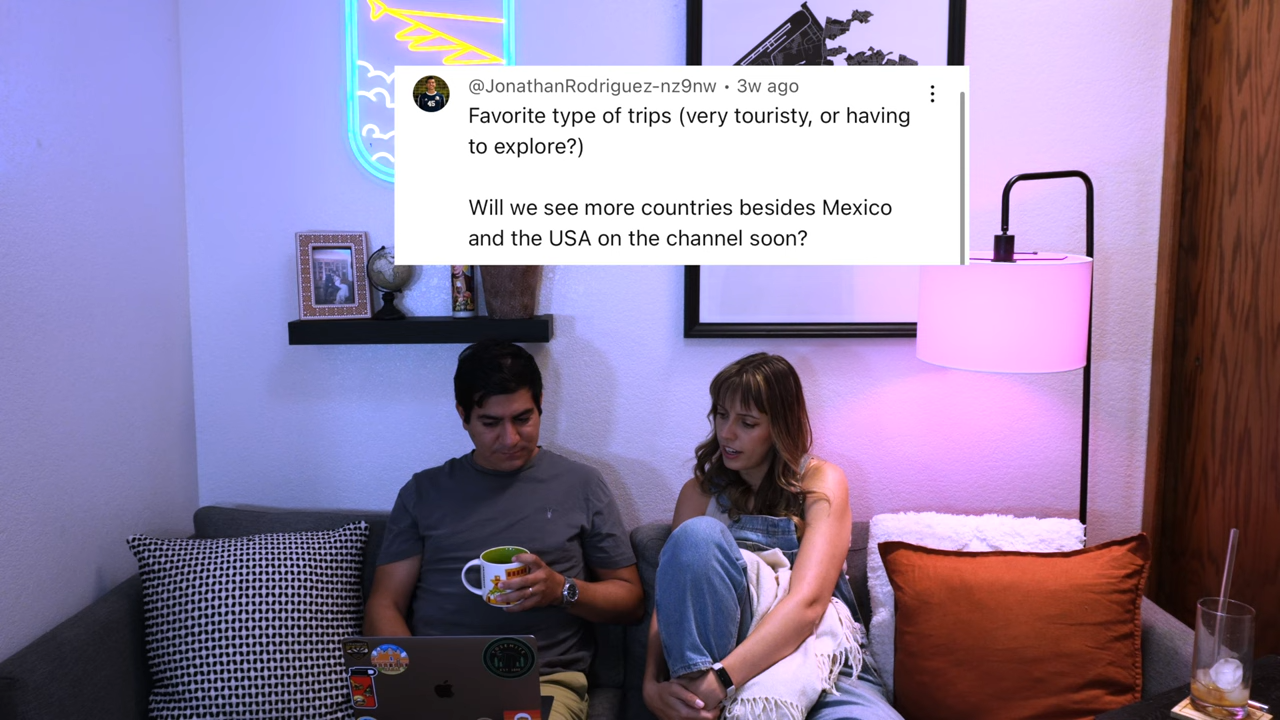 @JonathanRodriguez-nz9nw • 3w ago
Favorite type of trips (very touristy, or having
to explore?)
Will we see more countries besides Mexico
and the USA on the channel soon?